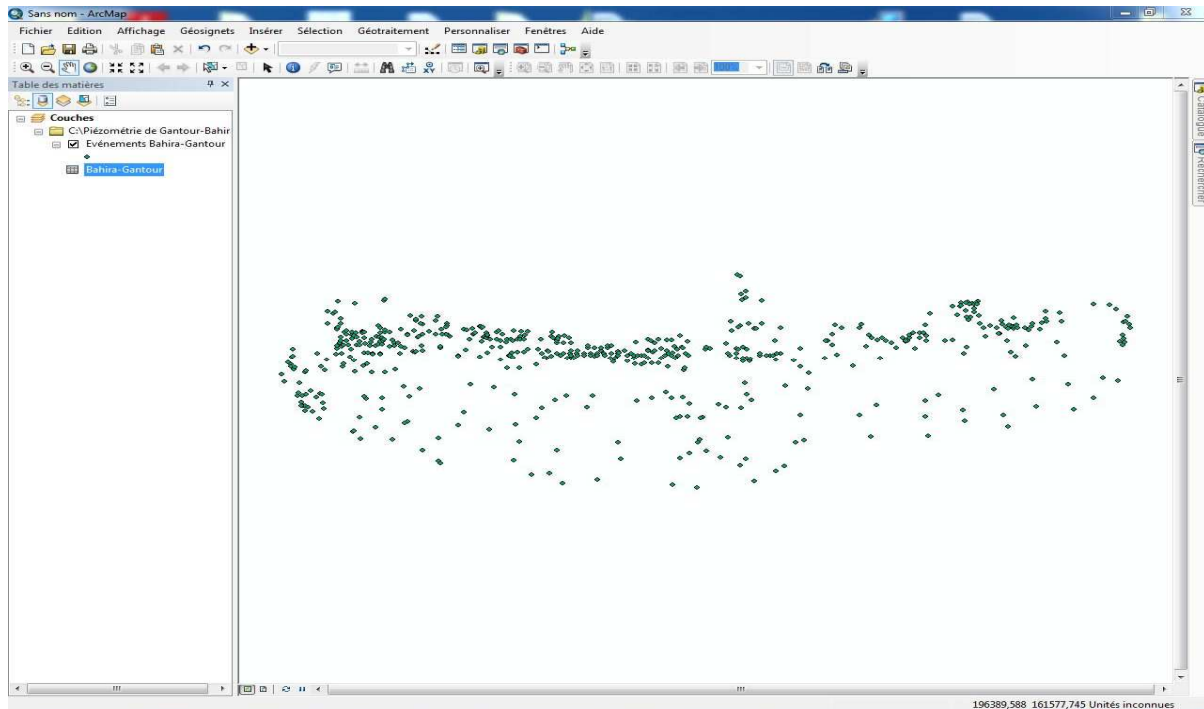 Sans nom - ArcMap
Fichier Edition Affichage Géosignets Insérer Sélection Géotraitement Personnaliser Fenêtres Aide
Table des matières
Couches
C:\Piézométrie de Gantour-Bahir
Evénements Bahira-Gantour
Bahira-Gantour
Catalogue
Rechercher
196389,588 161577,745 Unités inconnues